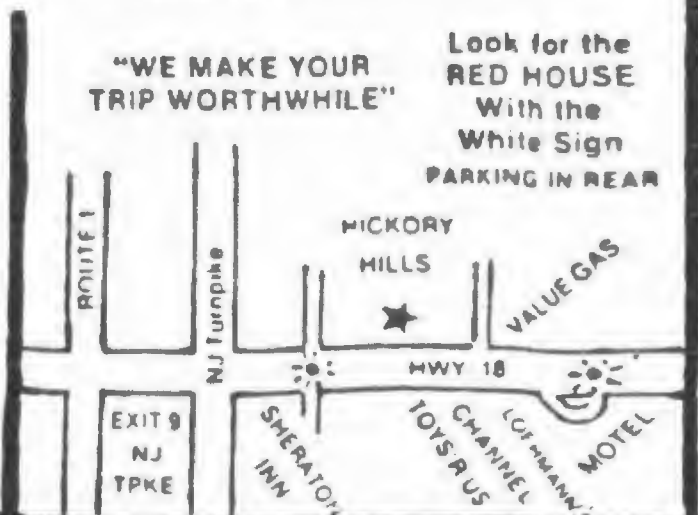 "WE MAKE YOUR
TRIP WORTHWHILE"
Look for the
RED HOUSE
With the
White Sign
PARKING IN REAR
ROUTE 1
NJ Turnpike
HICKORY
HILLS
VALUE GAS
HWY 18
EXIT 9
NJ
TPKE
SHERATON
INN
TOYS R US
CHANNEL
LOEHMANN'S
MOTEL